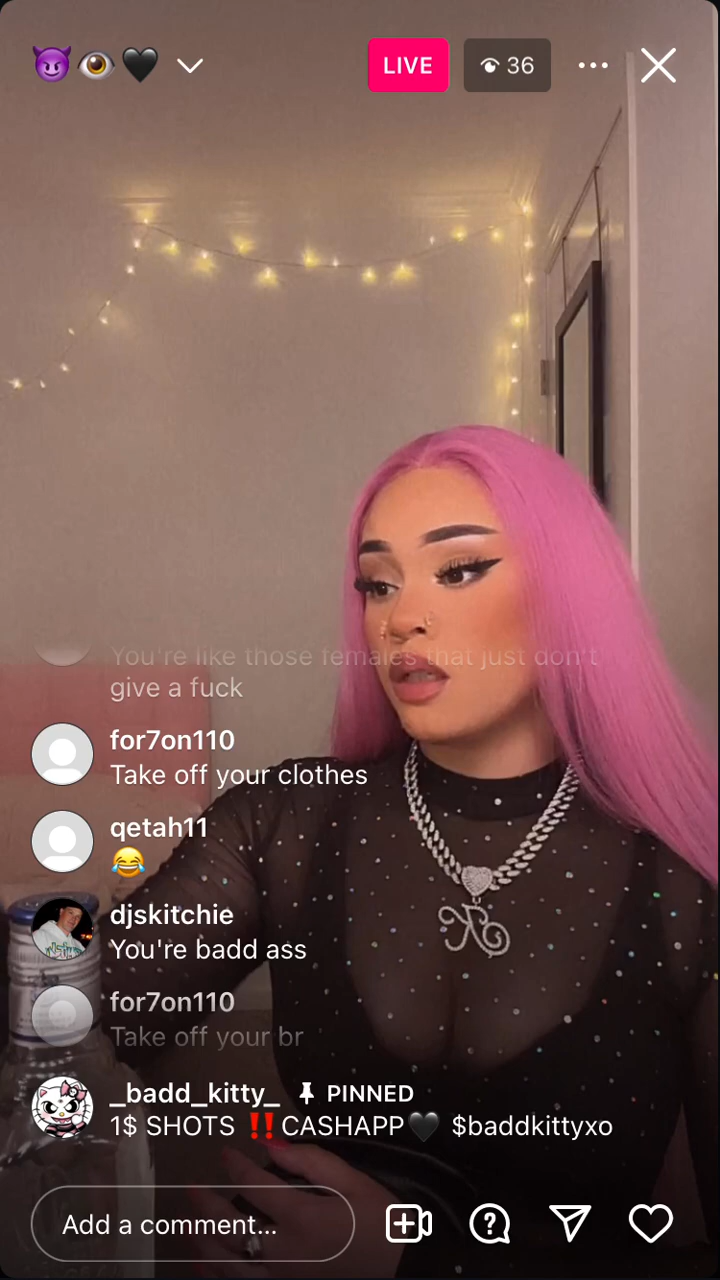 😈👁️🖤
LIVE
36
You're like those females that just don't
give a fuck
for7on110
Take off your clothes
qetah11
😂
djskitchie
You're badd ass
for7on110
Take off your br
_badd_kitty_ PINNED
1$ SHOTS ‼️CASHAPP🖤 $baddkittyxo
Add a comment...